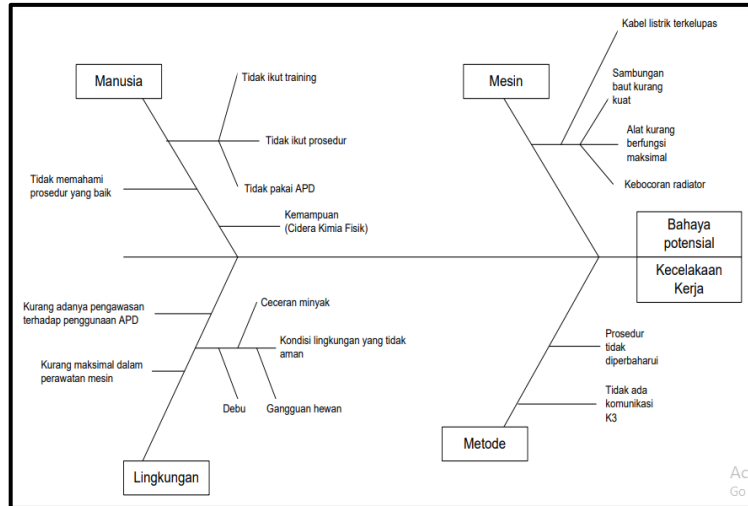 Kabel listrik terkelupas
Manusia
Tidak ikut training
Mesin
Sambungan
baut kurang
kuat
Tidak ikut prosedur
Alat kurang
berfungsi
maksimal
Tidak memahami
prosedur yang baik
Tidak pakai APD
Kebocoran radiator
Kemampuan
(Cidera Kimia Fisik)
Bahaya
potensial
Kecelakaan
Kerja
Kurang adanya pengawasan
terhadap penggunaan APD
Ceceran minyak
Kondisi lingkungan yang tidak
aman
Prosedur
tidak
diperbaharui
Kurang maksimal dalam
perawatan mesin
Debu
Gangguan hewan
Tidak ada
komunikasi
K3
Metode
Lingkungan
Ac
Go